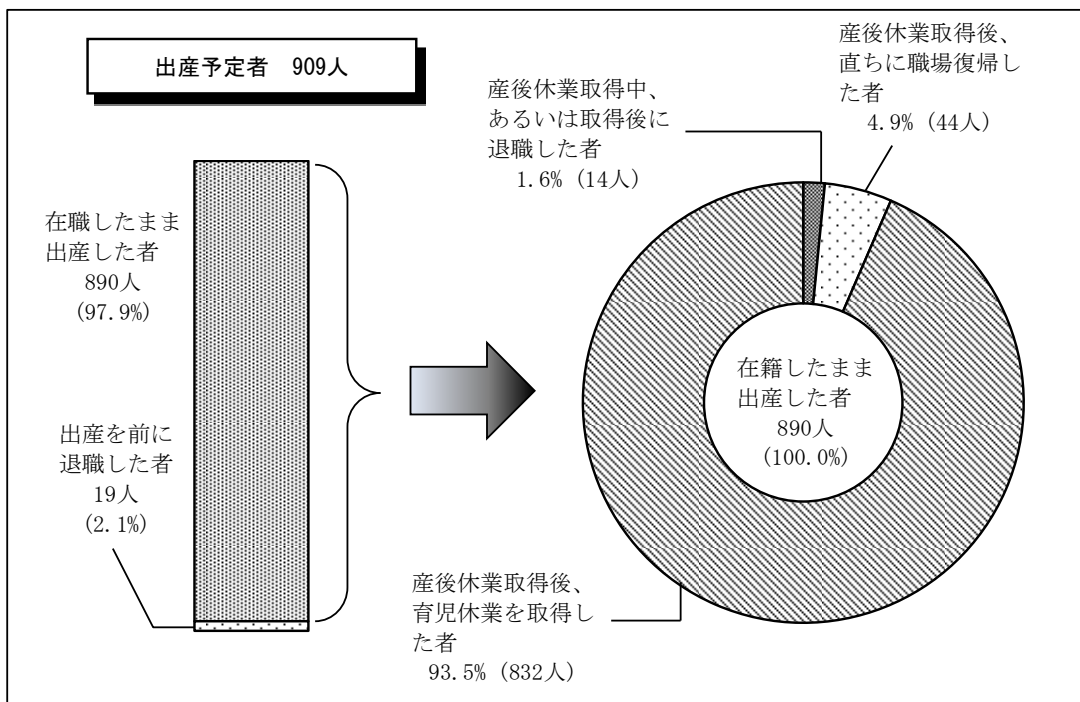 出産予定者 909人
在職したまま
出産した者
890人
(97.9%)
出産を前に
退職した者
19人
(2.1%)
産後休業取得中、
あるいは取得後に
退職した者
1.6% (14人)
産後休業取得後、
直ちに職場復帰し
た者
4.9% (44人)
在籍したまま
出産した者
890人
(100.0%)
産後休業取得後、
育児休業を取得し
た者
93.5% (832人)